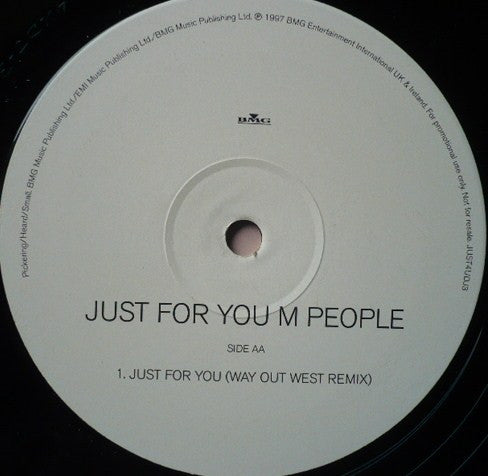 Pickering/Heard/Small. BMG Music Publishing Ltd./EMI Music Publishing Ltd./BMG Music Publishing Ltd. ℗ 1997 BMG Entertainment International UK & Ireland. For promotional use only. Not for resale. JUST4U0J3
BMG
JUST FOR YOU M PEOPLE
SIDE AA
1. JUST FOR YOU (WAY OUT WEST REMIX)